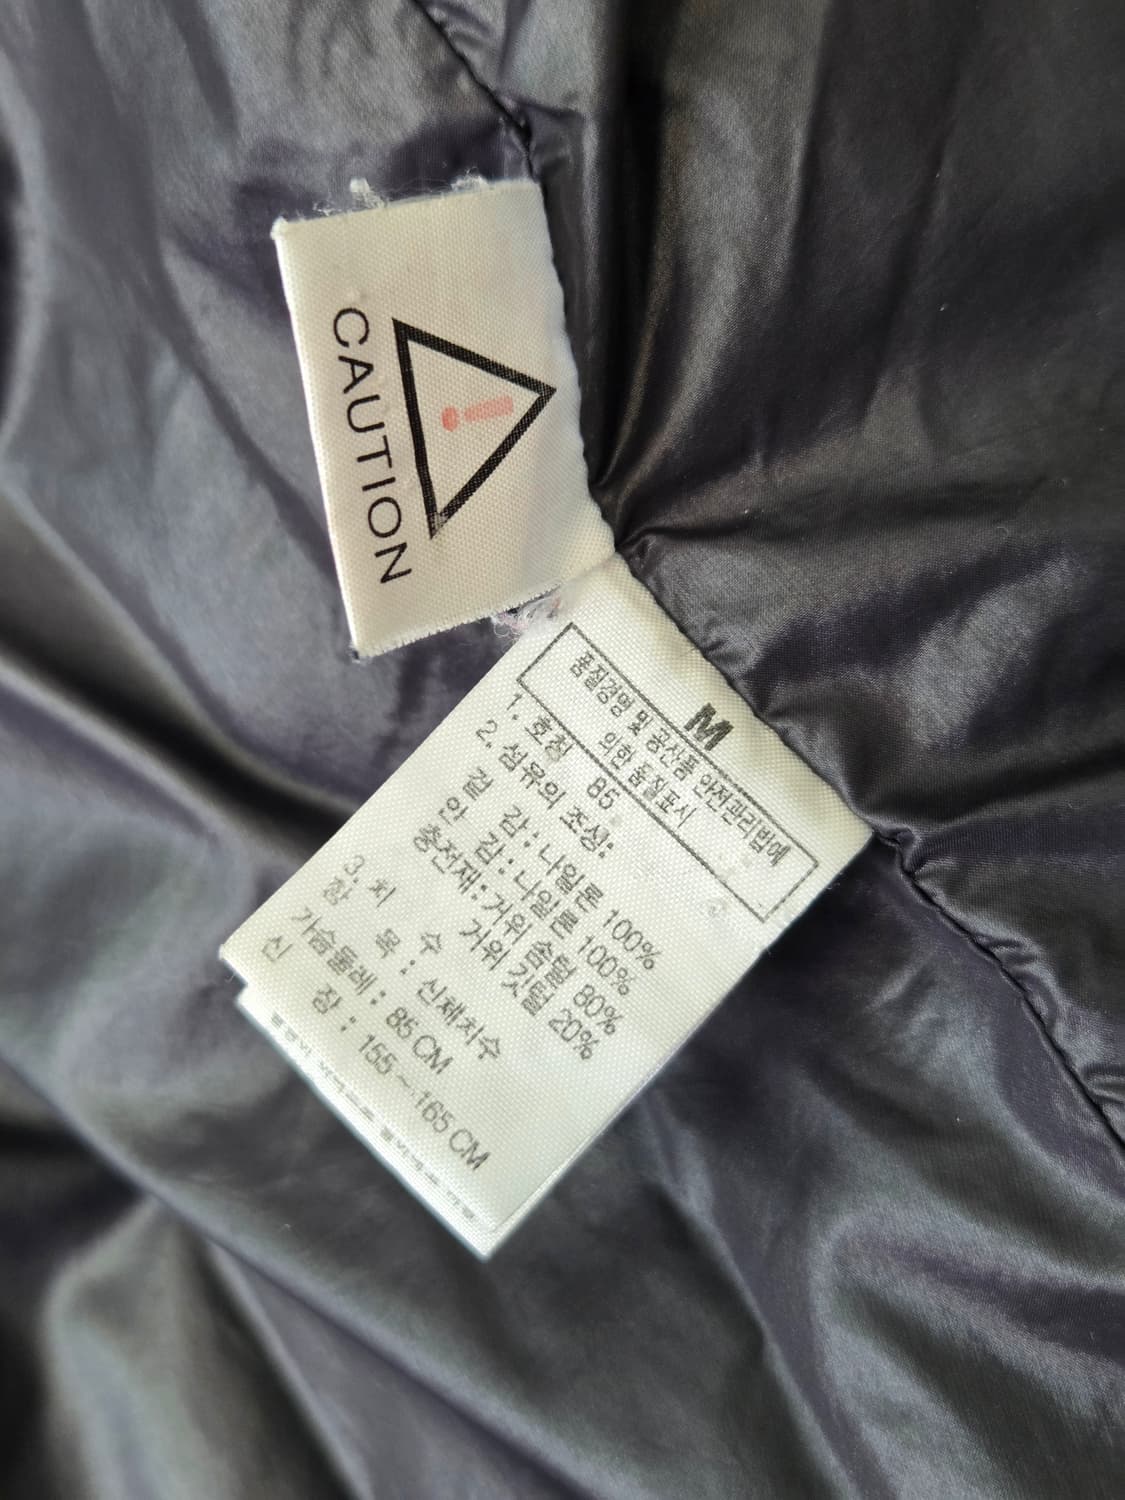 CAUTION
M
품질경영 및 공산품 안전관리법에
의한 품질표시
1. 호칭 85
2. 섬유의 조성:
겉 감 : 나일론 100%
안 감 : 나일론 100%
충전재: 거위 솜털 80%
거위 깃털 20%
3. 치 수
항 목 : 신체치수
가슴둘레 : 85 CM
신 장 : 155 ~ 165 CM